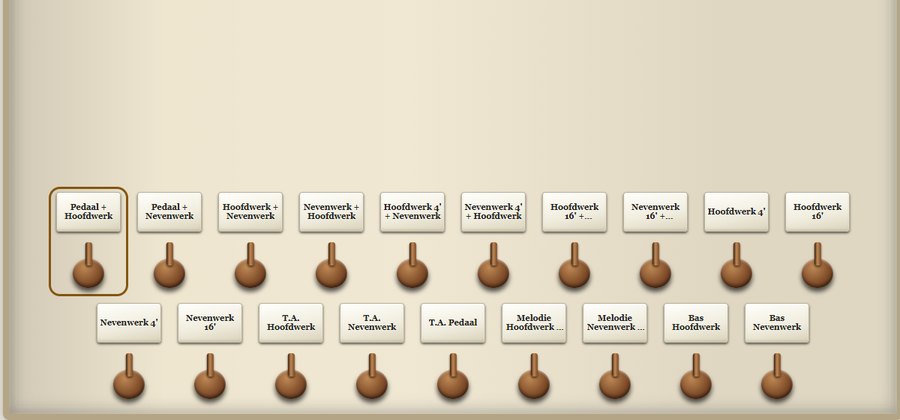 Pedaal +
Hoofdwerk
Pedaal +
Nevenwerk
Hoofdwerk +
Nevenwerk
Nevenwerk +
Hoofdwerk
Hoofdwerk 4'
+ Nevenwerk
Nevenwerk 4'
+ Hoofdwerk
Hoofdwerk
16' +...
Nevenwerk
16' +...
Hoofdwerk 4'
Hoofdwerk
16'
Nevenwerk 4'
Nevenwerk
16'
T.A.
Hoofdwerk
T.A.
Nevenwerk
T.A. Pedaal
Melodie
Hoofdwerk ...
Melodie
Nevenwerk ...
Bas
Hoofdwerk
Bas
Nevenwerk